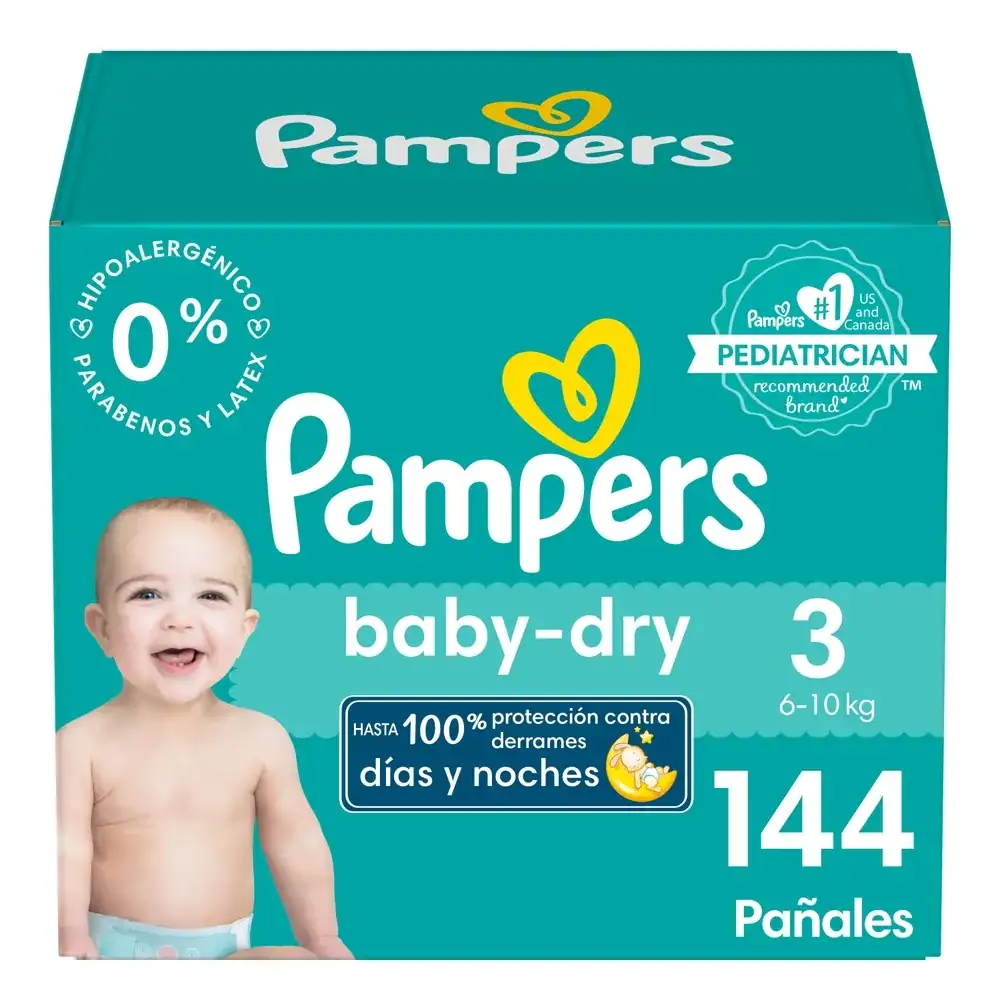 Pampers
HIPOALERGÉNICO
0%
PARABENOS Y LATEX
Pampers #1 US and Canada
PEDIATRICIAN
recommended TM
brand
Pampers
baby-dry
3
6-10 kg
HASTA 100% protección contra
derrames
días y noches
144
Pañales